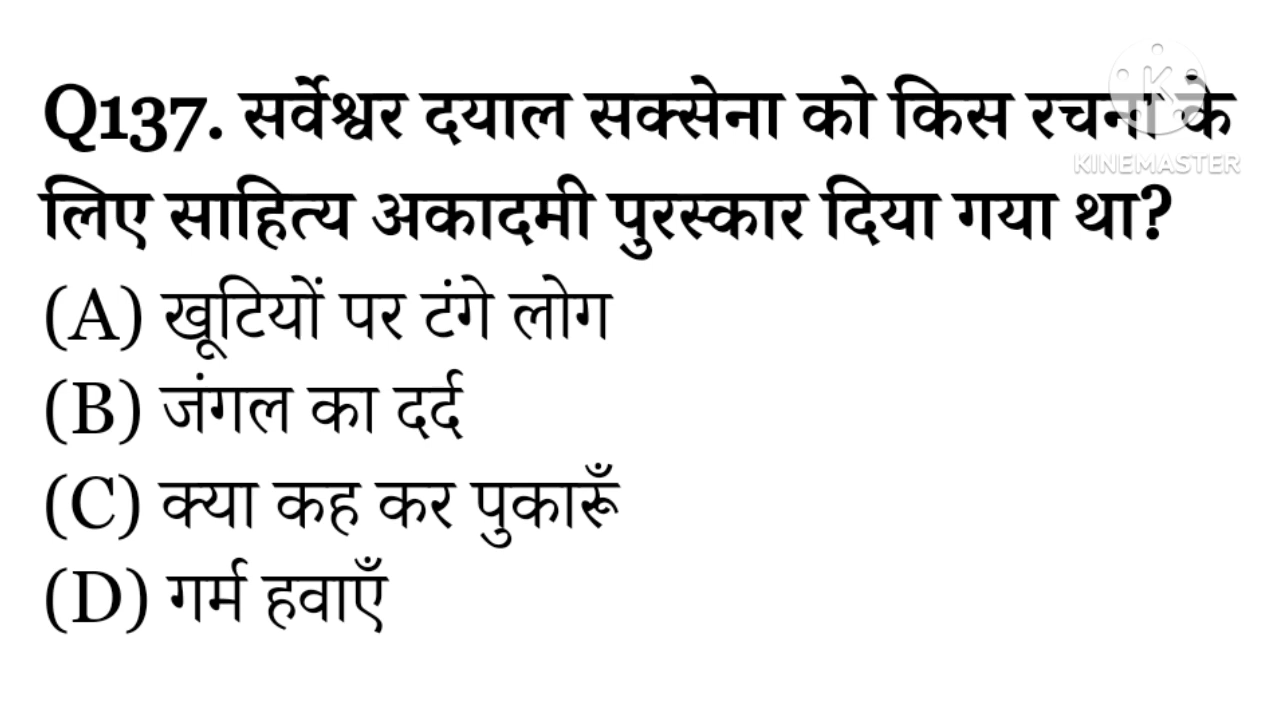 Q137. सर्वेश्वर दयाल सक्सेना को किस रचना के
लिए साहित्य अकादमी पुरस्कार दिया गया था?
(A) खूटियों पर टंगे लोग
(B) जंगल का दर्द
(C) क्या कह कर पुकारूँ
(D) गर्म हवाएँ
K
KINEMASTER